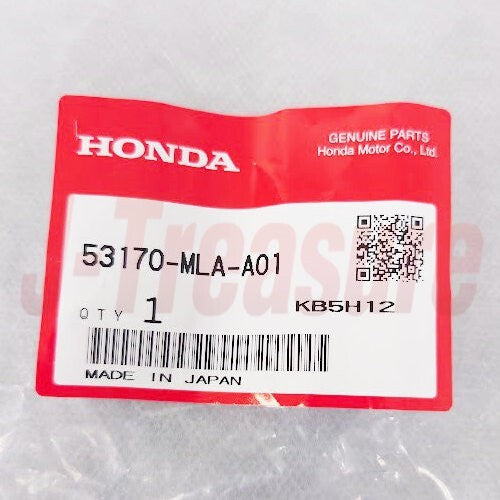 HONDA
GENUINE PARTS
Honda Motor Co., Ltd.
53170-MLA-A01
J-Treasure
QTY 1
KB5H12
MADE IN JAPAN